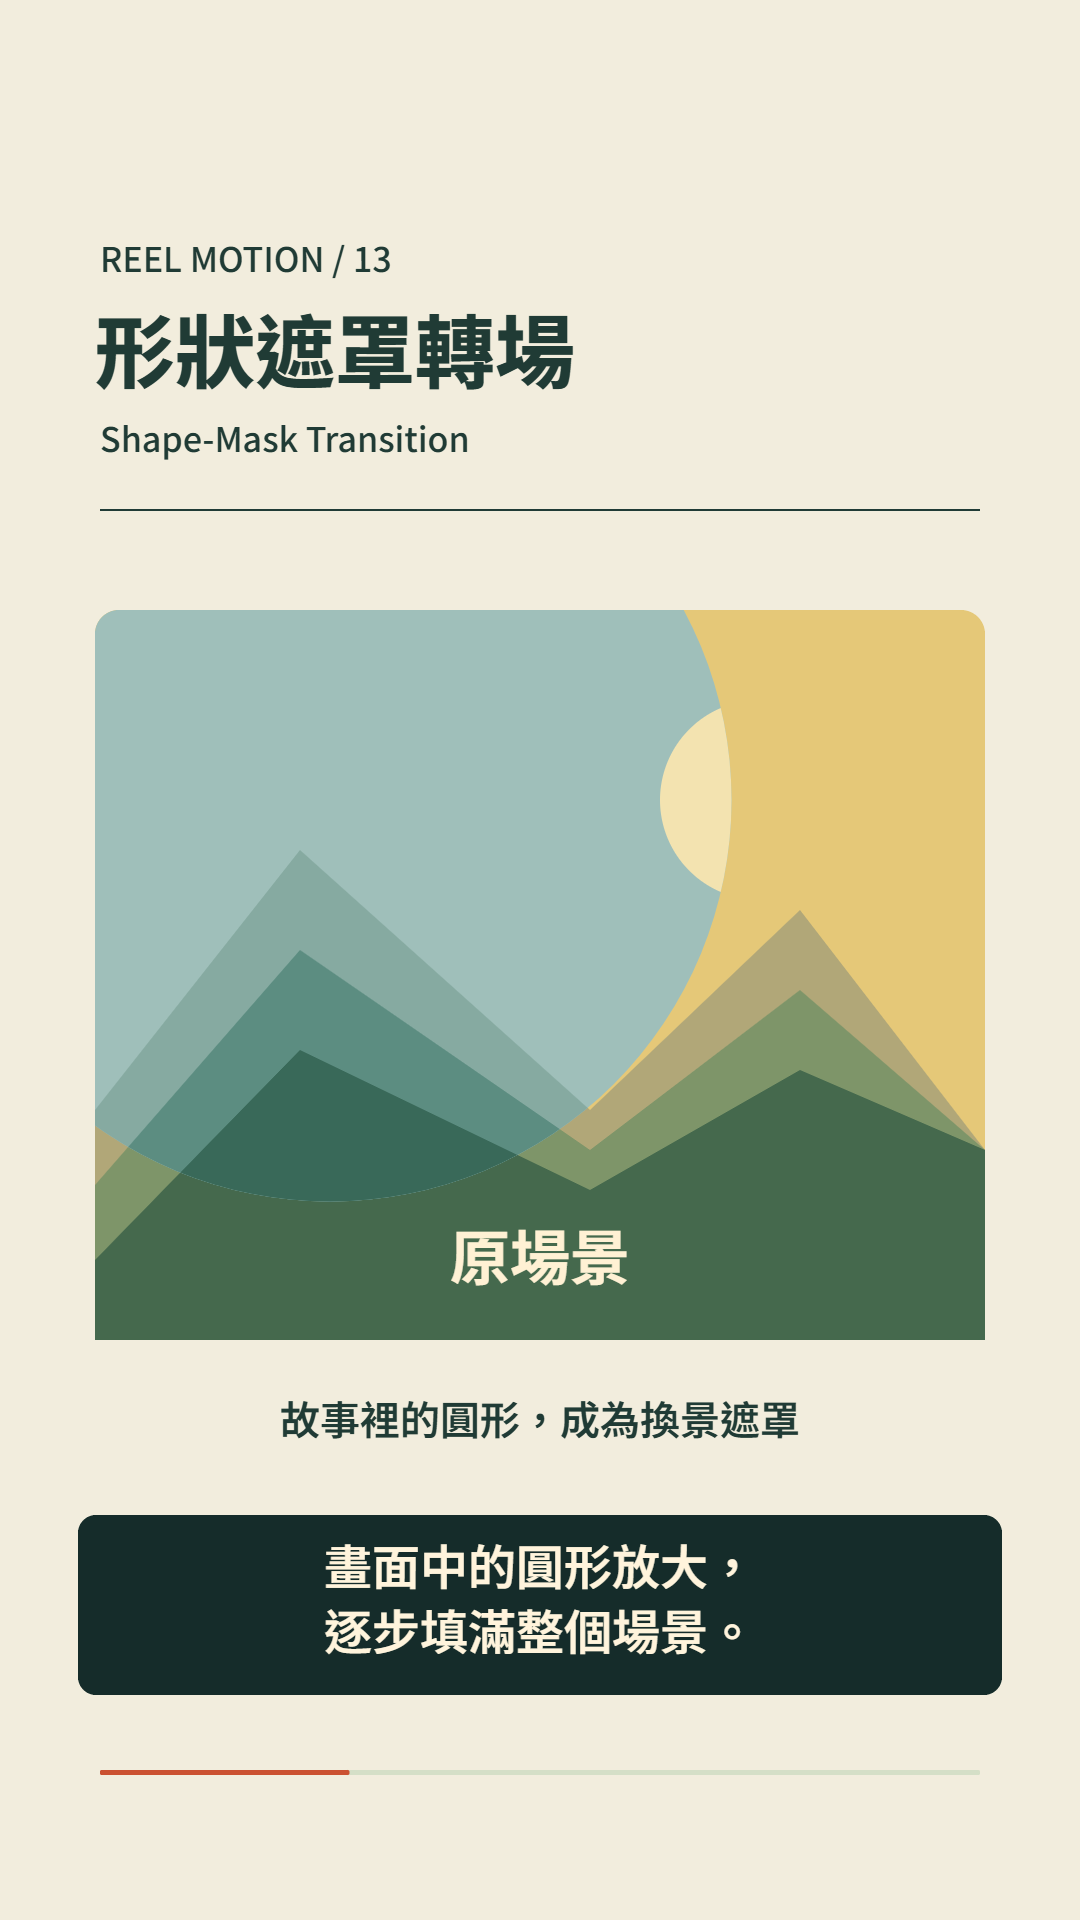 REEL MOTION / 13
形狀遮罩轉場
Shape-Mask Transition
原場景
故事裡的圓形，成為換景遮罩
畫面中的圓形放大，
逐步填滿整個場景。